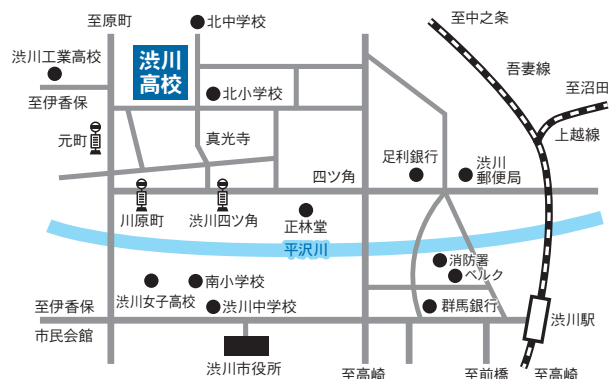 至原町
北中学校
至中之条
渋川工業高校
渋川
高校
吾妻線
至沼田
至伊香保
北小学校
上越線
元町
真光寺
足利銀行
渋川
郵便局
四ツ角
川原町
渋川四ツ角
正林堂
平沢川
消防署
ベルク
渋川女子高校
南小学校
至伊香保
渋川中学校
群馬銀行
渋川駅
市民会館
渋川市役所
至高崎
至前橋
至高崎